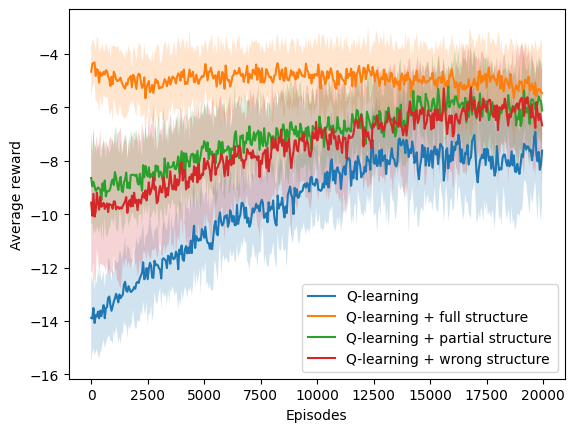 −4
−6
−8
−10
−12
−14
−16
Average reward
0 2500 5000 7500 10000 12500 15000 17500 20000
Episodes
Q-learning
Q-learning + full structure
Q-learning + partial structure
Q-learning + wrong structure